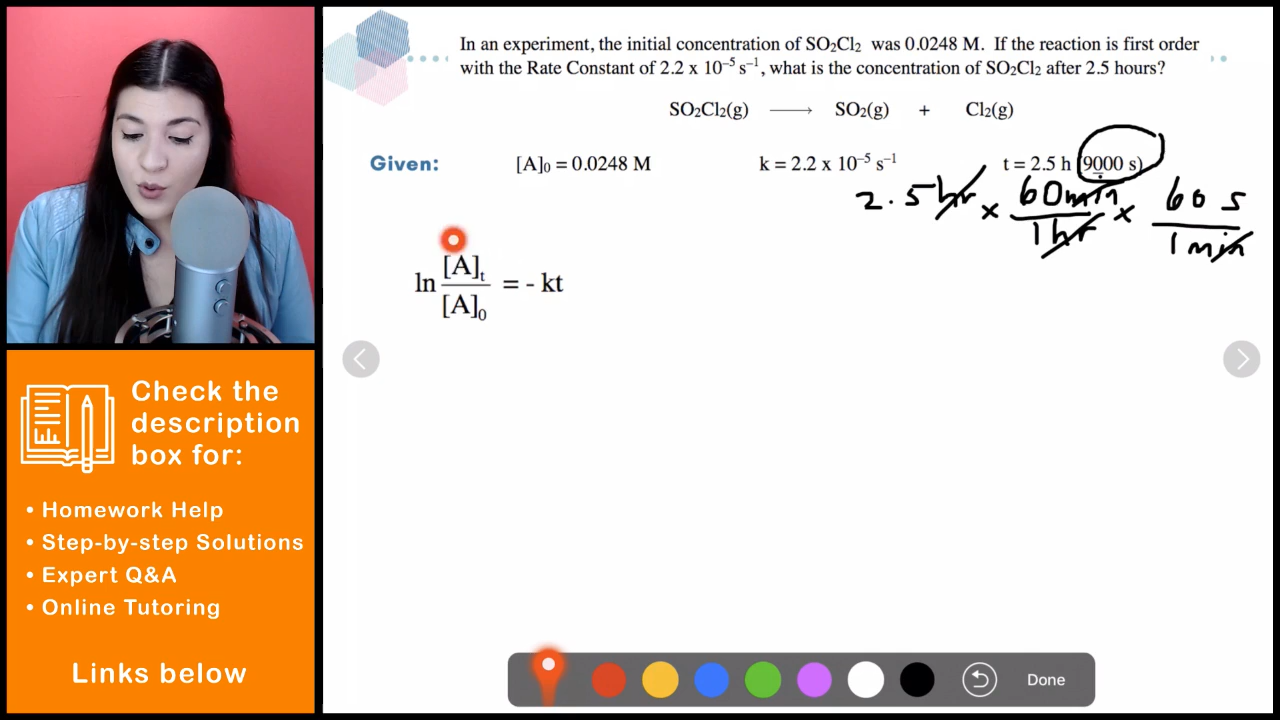 In an experiment, the initial concentration of SO₂Cl₂ was 0.0248 M. If the reaction is first order
with the Rate Constant of 2.2 x 10⁻⁵ s⁻¹, what is the concentration of SO₂Cl₂ after 2.5 hours?
SO₂Cl₂(g) ⟶ SO₂(g) + Cl₂(g)
Given: [A]₀ = 0.0248 M k = 2.2 x 10⁻⁵ s⁻¹ t = 2.5 h (9000 s)
2.5 hr x 60 min x 60 s
1 hr 1 min
ln [A]ₜ = - kt
[A]₀
Check the
description
box for:
• Homework Help
• Step-by-step Solutions
• Expert Q&A
• Online Tutoring
Links below
Done